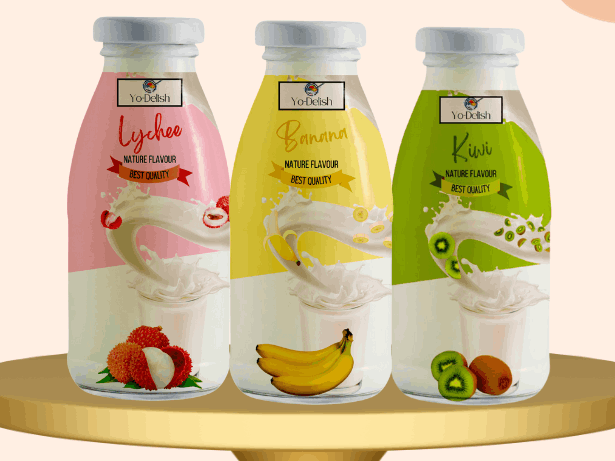 Yo-Delish
Lychee
NATURE FLAVOUR
BEST QUALITY
Yo-Delish
Banana
NATURE FLAVOUR
BEST QUALITY
Yo-Delish
Kiwi
NATURE FLAVOUR
BEST QUALITY